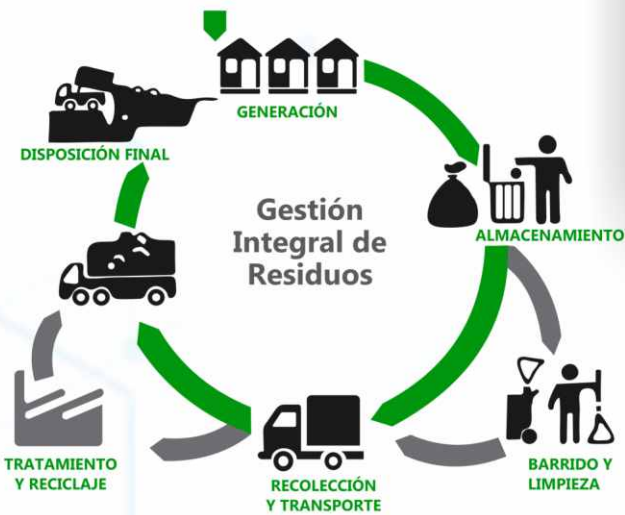 GENERACIÓN
DISPOSICIÓN FINAL
Gestión
Integral de
Residuos
ALMACENAMIENTO
TRATAMIENTO
Y RECICLAJE
RECOLECCIÓN
Y TRANSPORTE
BARRIDO Y
LIMPIEZA